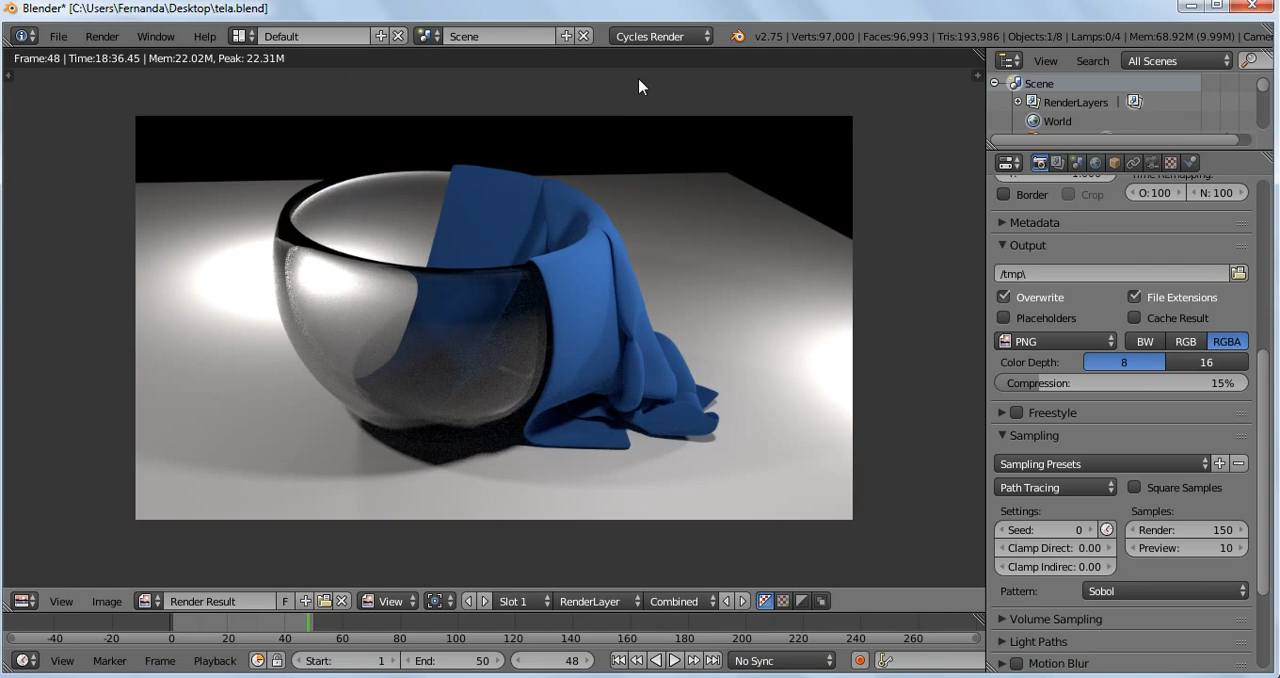 Blender* [C:\Users\Fernanda\Desktop\tela.blend]
File Render Window Help Default Scene Cycles Render v2.75 | Verts:97,000 | Faces:96,993 | Tris:193,986 | Objects:1/8 | Lamps:0/4 | Mem:68.92M (9.99M) | Camer
Frame:48 | Time:18:36.45 | Mem:22.02M, Peak: 22.31M
View Search All Scenes
Scene
RenderLayers |
World
Time Remapping:
Border Crop O:100 N:100
Metadata
Output
/tmp\
Overwrite File Extensions
Placeholders Cache Result
PNG BW RGB RGBA
Color Depth: 8 16
Compression: 15%
Freestyle
Sampling
Sampling Presets
Path Tracing Square Samples
Settings: Samples:
Seed: 0 Render: 150
Clamp Direct: 0.00 Preview: 10
Clamp Indirec: 0.00
Pattern: Sobol
Volume Sampling
Light Paths
Motion Blur
View Image Render Result F View Slot 1 RenderLayer Combined
-40 -20 0 20 40 60 80 100 120 140 160 180 200 220 240 260
View Marker Frame Playback Start: 1 End: 50 48 No Sync